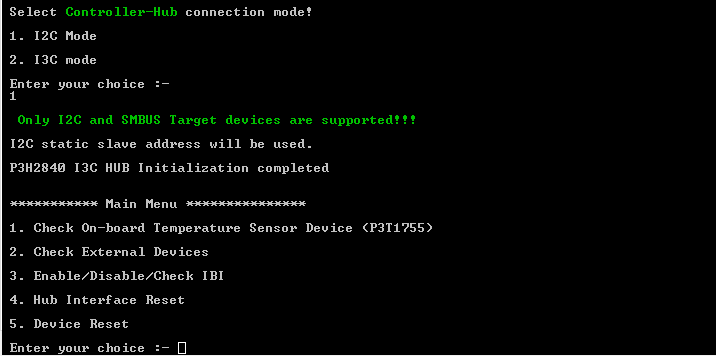 Select Controller-Hub connection mode!
1. I2C Mode
2. I3C mode
Enter your choice :-
1
Only I2C and SMBUS Target devices are supported!!!
I2C static slave address will be used.
P3H2840 I3C HUB Initialization completed
*********** Main Menu ***************
1. Check On-board Temperature Sensor Device (P3T1755)
2. Check External Devices
3. Enable/Disable/Check IBI
4. Hub Interface Reset
5. Device Reset
Enter your choice :-